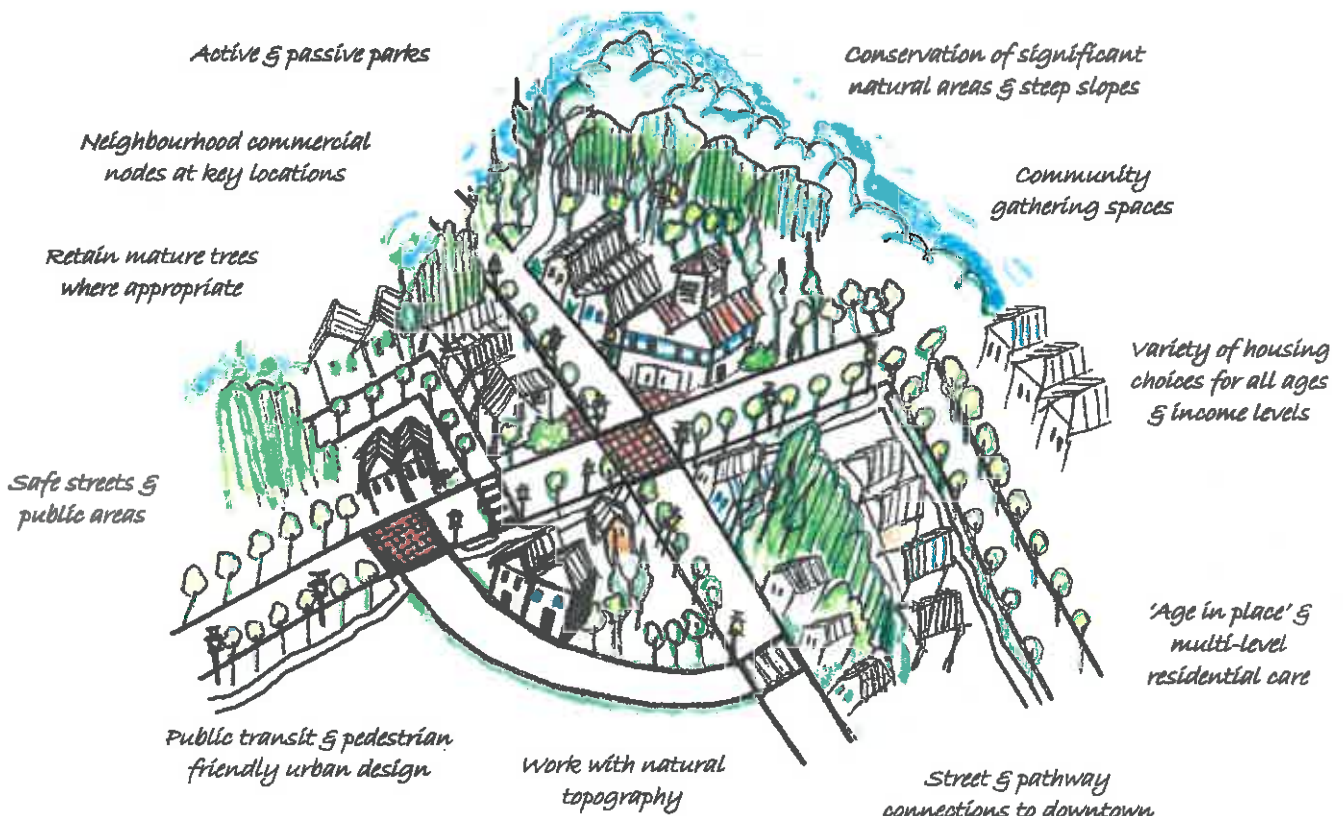 Active & passive parks
Conservation of significant
natural areas & steep slopes
Neighbourhood commercial
nodes at key locations
Community
gathering spaces
Retain mature trees
where appropriate
Variety of housing
choices for all ages
& income levels
Safe streets &
public areas
'Age in place' &
multi-level
residential care
Public transit & pedestrian
friendly urban design
Work with natural
topography
Street & pathway
connections to downtown